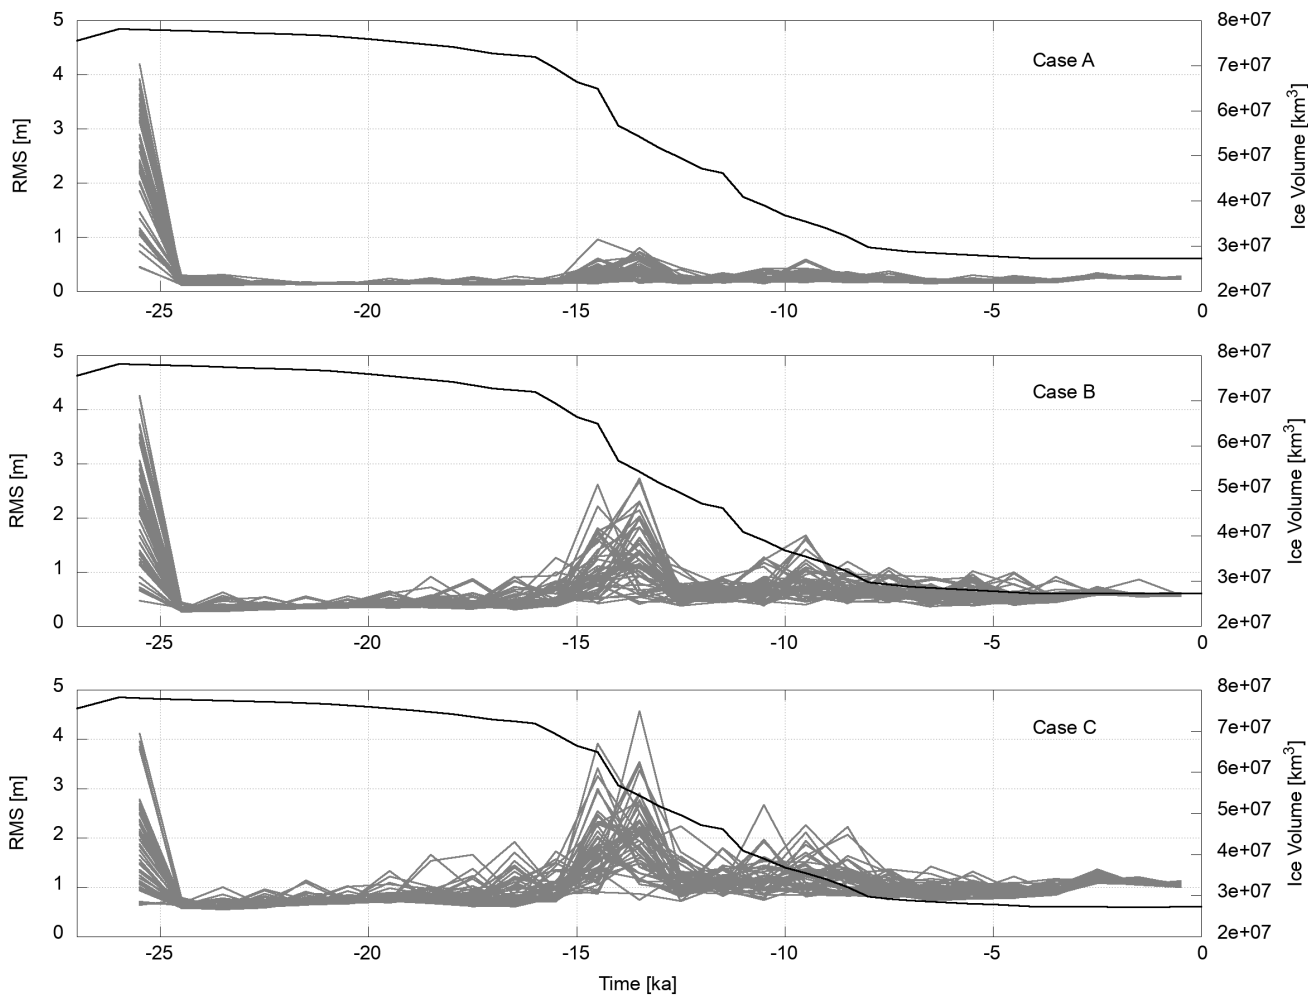 5 8e+07
Case A
4 7e+07
6e+07
3 5e+07
RMS [m] Ice Volume [km³]
2 4e+07
1 3e+07
0 2e+07
-25 -20 -15 -10 -5 0
5 8e+07
Case B
4 7e+07
6e+07
3 5e+07
RMS [m] Ice Volume [km³]
2 4e+07
1 3e+07
0 2e+07
-25 -20 -15 -10 -5 0
5 8e+07
Case C
4 7e+07
6e+07
3 5e+07
RMS [m] Ice Volume [km³]
2 4e+07
1 3e+07
0 2e+07
-25 -20 -15 -10 -5 0
Time [ka]